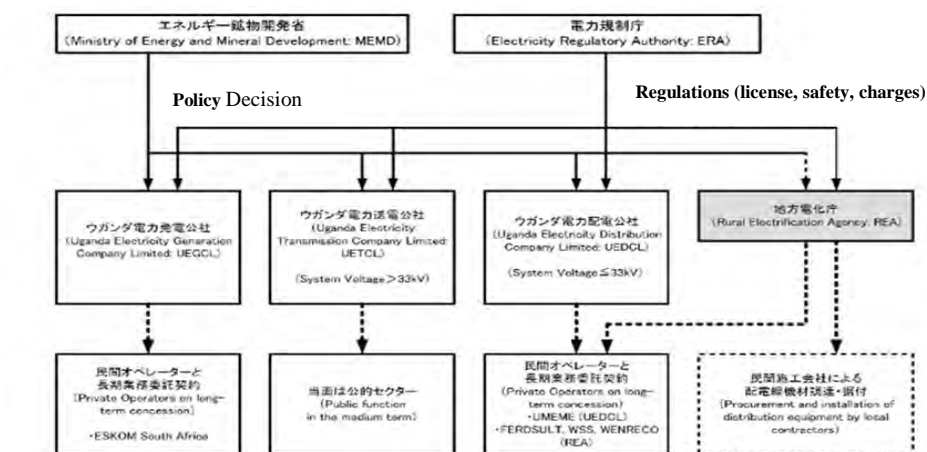 エネルギー鉱物開発省
(Ministry of Energy and Mineral Development: MEMD)
電力規制庁
(Electricity Regulatory Authority: ERA)
Policy Decision
Regulations (license, safety, charges)
ウガンダ電力発電公社
(Uganda Electricity Generation
Company Limited: UEGCL)
ウガンダ電力送電公社
(Uganda Electricity
Transmission Company Limited:
UETCL)
(System Voltage>33kV)
ウガンダ電力配電公社
(Uganda Electricity Distribution
Company Limited: UEDCL)
(System Voltage≦33kV)
地方電化庁
(Rural Electrification Agency: REA)
民間オペレーターと
長期業務委託契約
(Private Operators on long-
term concession)
・ESKOM South Africa
当面は公的セクター
(Public function
in the medium term)
民間オペレーターと
長期業務委託契約
(Private Operators on long-
term concession)
・UMEME (UEDCL)
・FERDSULT, WSS, WENRECO
(REA)
民間施工会社による
配電線機材調達・据付
(Procurement and installation of
distribution equipment by local
contractors)